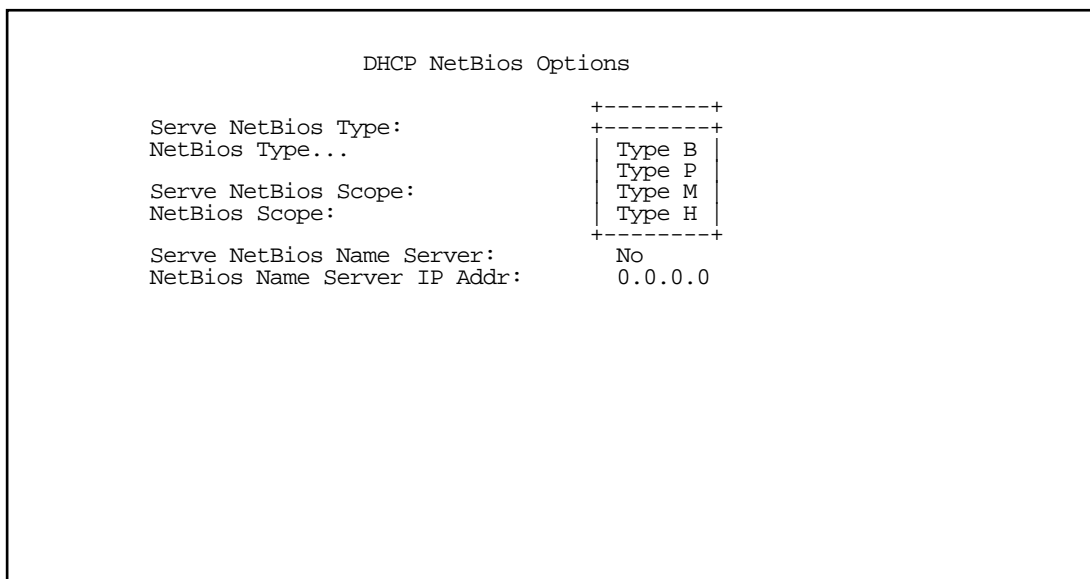 DHCP NetBios Options
+--------+
Serve NetBios Type: +--------+
NetBios Type... | Type B |
| Type P |
Serve NetBios Scope: | Type M |
NetBios Scope: | Type H |
+--------+
Serve NetBios Name Server: No
NetBios Name Server IP Addr: 0.0.0.0